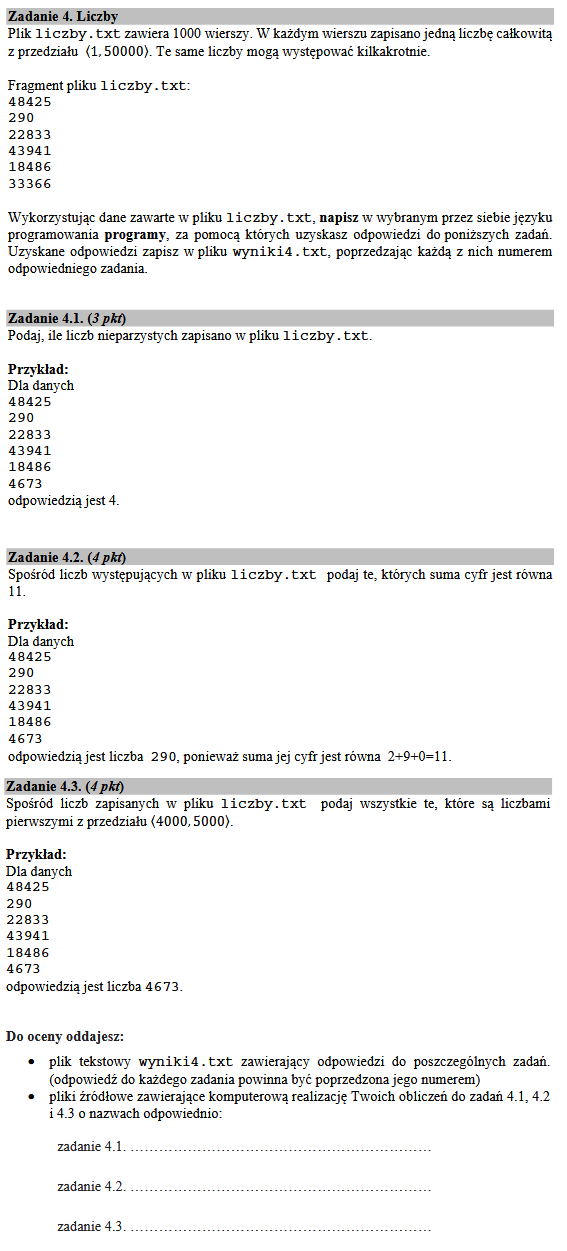 Zadanie 4. Liczby
Plik liczby.txt zawiera 1000 wierszy. W każdym wierszu zapisano jedną liczbę całkowitą
z przedziału ⟨1, 50000⟩. Te same liczby mogą występować kilkakrotnie.
Fragment pliku liczby.txt:
48425
290
22833
43941
18486
33366
Wykorzystując dane zawarte w pliku liczby.txt, napisz w wybranym przez siebie języku
programowania programy, za pomocą których uzyskasz odpowiedzi do poniższych zadań.
Uzyskane odpowiedzi zapisz w pliku wyniki4.txt, poprzedzając każdą z nich numerem
odpowiedniego zadania.
Zadanie 4.1. (3 pkt)
Podaj, ile liczb nieparzystych zapisano w pliku liczby.txt.
Przykład:
Dla danych
48425
290
22833
43941
18486
4673
odpowiedzią jest 4.
Zadanie 4.2. (4 pkt)
Spośród liczb występujących w pliku liczby.txt podaj te, których suma cyfr jest równa
11.
Przykład:
Dla danych
48425
290
22833
43941
18486
4673
odpowiedzią jest liczba 290, ponieważ suma jej cyfr jest równa 2+9+0=11.
Zadanie 4.3. (4 pkt)
Spośród liczb zapisanych w pliku liczby.txt podaj wszystkie te, które są liczbami
pierwszymi z przedziału ⟨4000, 5000⟩.
Przykład:
Dla danych
48425
290
22833
43941
18486
4673
odpowiedzią jest liczba 4673.
Do oceny oddajesz:
• plik tekstowy wyniki4.txt zawierający odpowiedzi do poszczególnych zadań.
(odpowiedź do każdego zadania powinna być poprzedzona jego numerem)
• pliki źródłowe zawierające komputerową realizację Twoich obliczeń do zadań 4.1, 4.2
i 4.3 o nazwach odpowiednio:
zadanie 4.1. ………………………………………………………
zadanie 4.2. ………………………………………………………
zadanie 4.3. ………………………………………………………